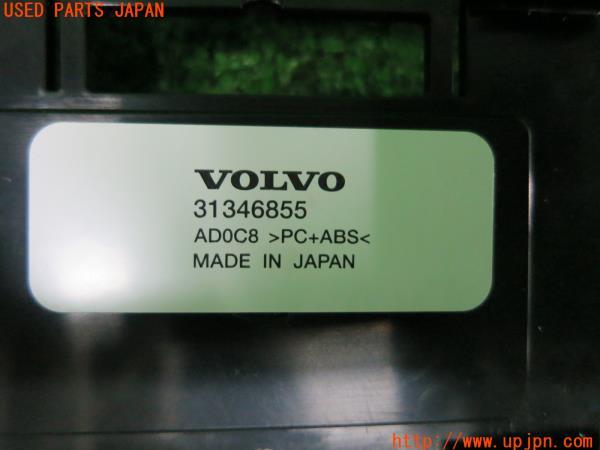 USED PARTS JAPAN
VOLVO
31346855
AD0C8 >PC+ABS<
MADE IN JAPAN
http://www.upjpn.com